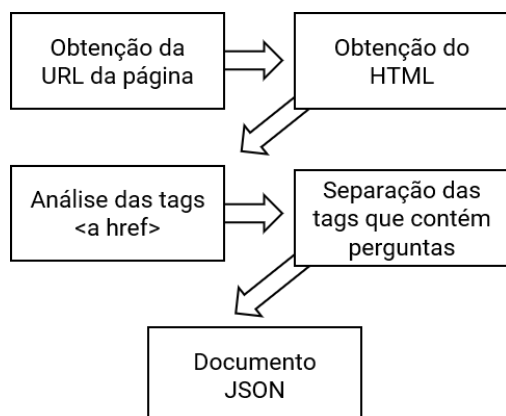 Obtenção da
URL da página
Obtenção do
HTML
Análise das tags
<a href>
Separação das
tags que contém
perguntas
Documento
JSON